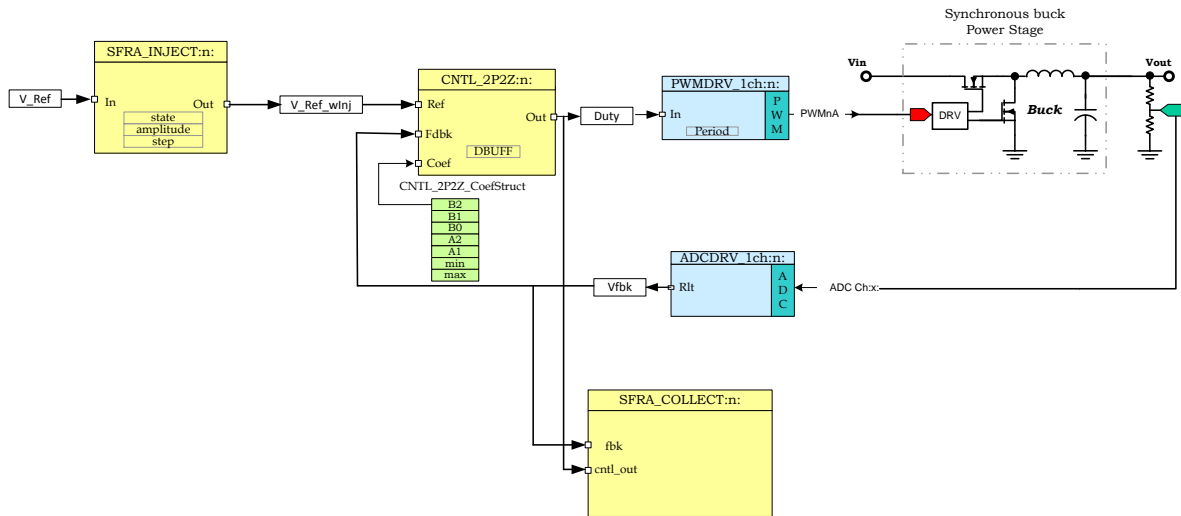 Synchronous buck
Power Stage
SFRA_INJECT:n:
V_Ref
In
Out
state
amplitude
step
V_Ref_wInj
CNTL_2P2Z:n:
Ref
Fdbk
Coef
Out
DBUFF
CNTL_2P2Z_CoefStruct
B2
B1
B0
A2
A1
min
max
Duty
PWMDRV_1ch:n:
In
Period
P
W
M
PWMnA
Vin
Vout
DRV
Buck
ADCDRV_1ch:n:
Rlt
A
D
C
Vfbk
ADC Ch:x:
SFRA_COLLECT:n:
fbk
cntl_out